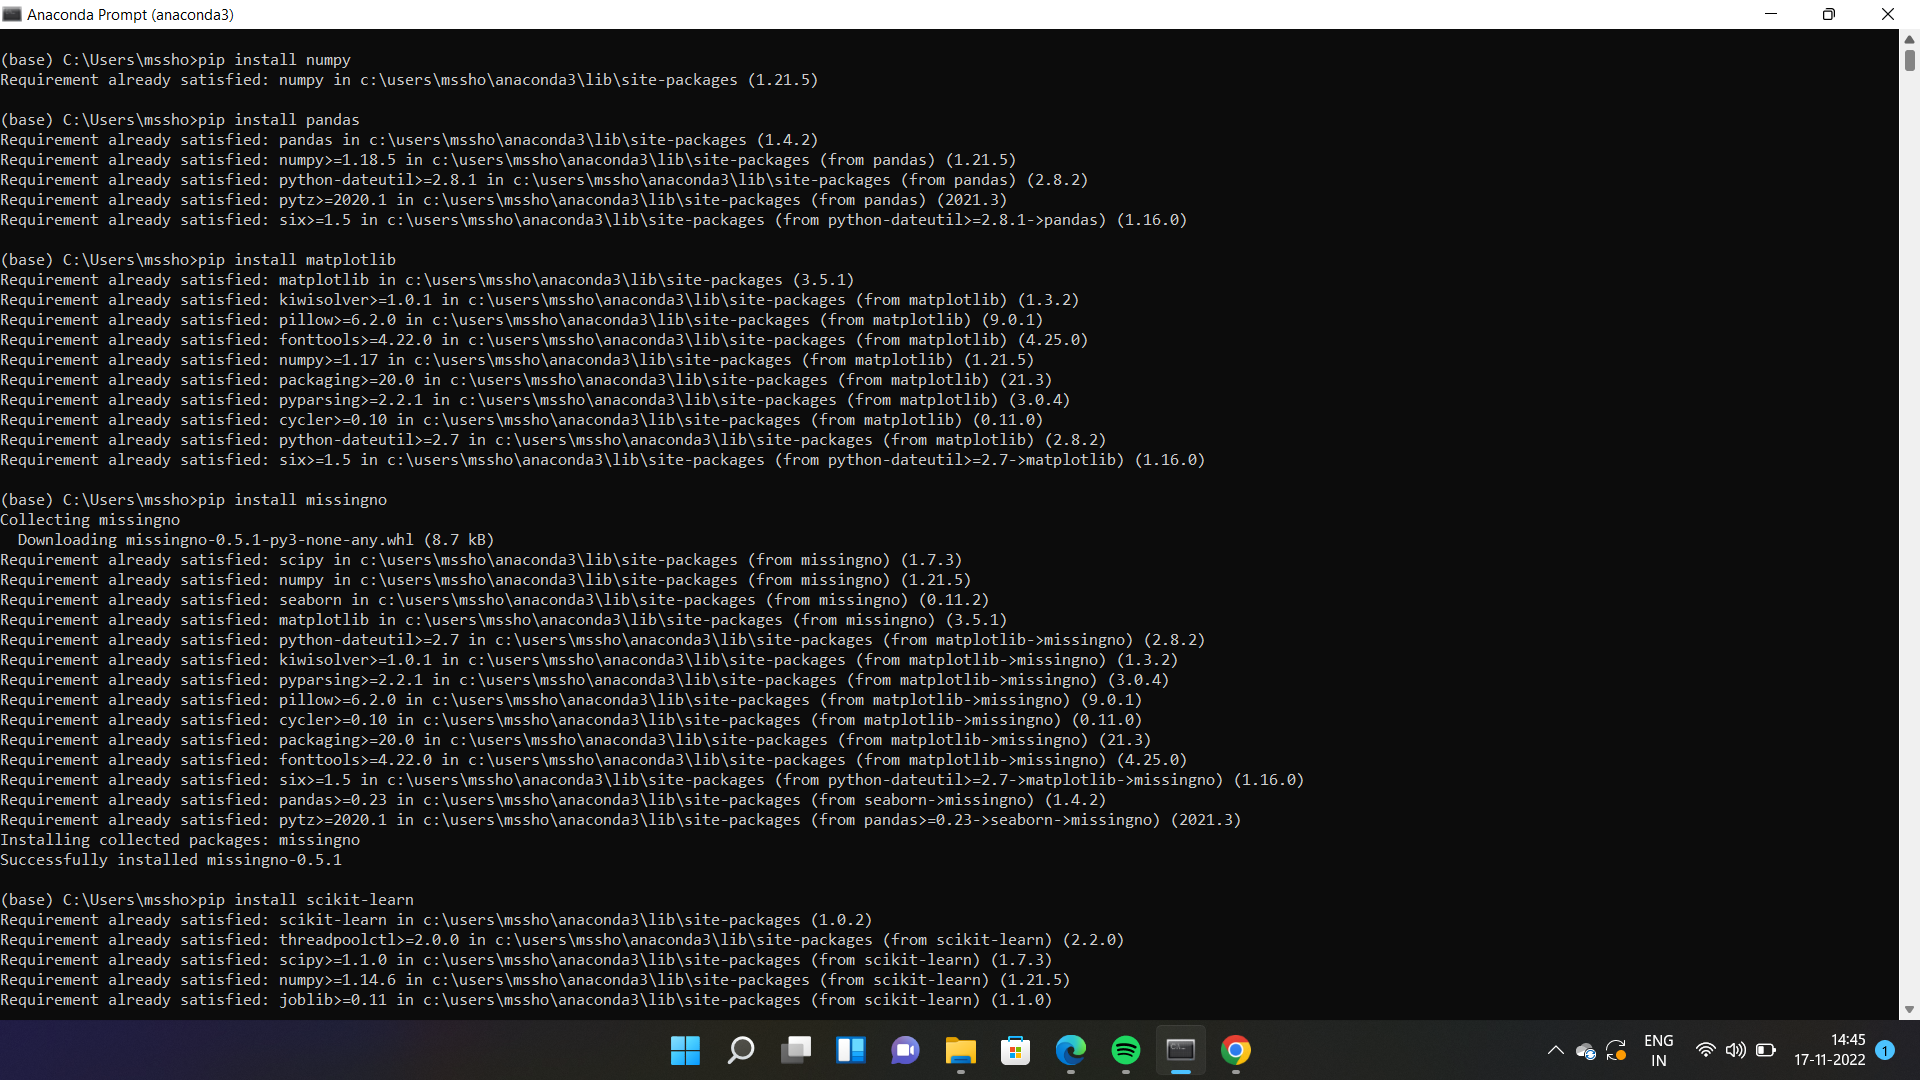 Anaconda Prompt (anaconda3)
(base) C:\Users\mssho>pip install numpy
Requirement already satisfied: numpy in c:\users\mssho\anaconda3\lib\site-packages (1.21.5)
(base) C:\Users\mssho>pip install pandas
Requirement already satisfied: pandas in c:\users\mssho\anaconda3\lib\site-packages (1.4.2)
Requirement already satisfied: numpy>=1.18.5 in c:\users\mssho\anaconda3\lib\site-packages (from pandas) (1.21.5)
Requirement already satisfied: python-dateutil>=2.8.1 in c:\users\mssho\anaconda3\lib\site-packages (from pandas) (2.8.2)
Requirement already satisfied: pytz>=2020.1 in c:\users\mssho\anaconda3\lib\site-packages (from pandas) (2021.3)
Requirement already satisfied: six>=1.5 in c:\users\mssho\anaconda3\lib\site-packages (from python-dateutil>=2.8.1->pandas) (1.16.0)
(base) C:\Users\mssho>pip install matplotlib
Requirement already satisfied: matplotlib in c:\users\mssho\anaconda3\lib\site-packages (3.5.1)
Requirement already satisfied: kiwisolver>=1.0.1 in c:\users\mssho\anaconda3\lib\site-packages (from matplotlib) (1.3.2)
Requirement already satisfied: pillow>=6.2.0 in c:\users\mssho\anaconda3\lib\site-packages (from matplotlib) (9.0.1)
Requirement already satisfied: fonttools>=4.22.0 in c:\users\mssho\anaconda3\lib\site-packages (from matplotlib) (4.25.0)
Requirement already satisfied: numpy>=1.17 in c:\users\mssho\anaconda3\lib\site-packages (from matplotlib) (1.21.5)
Requirement already satisfied: packaging>=20.0 in c:\users\mssho\anaconda3\lib\site-packages (from matplotlib) (21.3)
Requirement already satisfied: pyparsing>=2.2.1 in c:\users\mssho\anaconda3\lib\site-packages (from matplotlib) (3.0.4)
Requirement already satisfied: cycler>=0.10 in c:\users\mssho\anaconda3\lib\site-packages (from matplotlib) (0.11.0)
Requirement already satisfied: python-dateutil>=2.7 in c:\users\mssho\anaconda3\lib\site-packages (from matplotlib) (2.8.2)
Requirement already satisfied: six>=1.5 in c:\users\mssho\anaconda3\lib\site-packages (from python-dateutil>=2.7->matplotlib) (1.16.0)
(base) C:\Users\mssho>pip install missingno
Collecting missingno
  Downloading missingno-0.5.1-py3-none-any.whl (8.7 kB)
Requirement already satisfied: scipy in c:\users\mssho\anaconda3\lib\site-packages (from missingno) (1.7.3)
Requirement already satisfied: numpy in c:\users\mssho\anaconda3\lib\site-packages (from missingno) (1.21.5)
Requirement already satisfied: seaborn in c:\users\mssho\anaconda3\lib\site-packages (from missingno) (0.11.2)
Requirement already satisfied: matplotlib in c:\users\mssho\anaconda3\lib\site-packages (from missingno) (3.5.1)
Requirement already satisfied: python-dateutil>=2.7 in c:\users\mssho\anaconda3\lib\site-packages (from matplotlib->missingno) (2.8.2)
Requirement already satisfied: kiwisolver>=1.0.1 in c:\users\mssho\anaconda3\lib\site-packages (from matplotlib->missingno) (1.3.2)
Requirement already satisfied: pyparsing>=2.2.1 in c:\users\mssho\anaconda3\lib\site-packages (from matplotlib->missingno) (3.0.4)
Requirement already satisfied: pillow>=6.2.0 in c:\users\mssho\anaconda3\lib\site-packages (from matplotlib->missingno) (9.0.1)
Requirement already satisfied: cycler>=0.10 in c:\users\mssho\anaconda3\lib\site-packages (from matplotlib->missingno) (0.11.0)
Requirement already satisfied: packaging>=20.0 in c:\users\mssho\anaconda3\lib\site-packages (from matplotlib->missingno) (21.3)
Requirement already satisfied: fonttools>=4.22.0 in c:\users\mssho\anaconda3\lib\site-packages (from matplotlib->missingno) (4.25.0)
Requirement already satisfied: six>=1.5 in c:\users\mssho\anaconda3\lib\site-packages (from python-dateutil>=2.7->matplotlib->missingno) (1.16.0)
Requirement already satisfied: pandas>=0.23 in c:\users\mssho\anaconda3\lib\site-packages (from seaborn->missingno) (1.4.2)
Requirement already satisfied: pytz>=2020.1 in c:\users\mssho\anaconda3\lib\site-packages (from pandas>=0.23->seaborn->missingno) (2021.3)
Installing collected packages: missingno
Successfully installed missingno-0.5.1
(base) C:\Users\mssho>pip install scikit-learn
Requirement already satisfied: scikit-learn in c:\users\mssho\anaconda3\lib\site-packages (1.0.2)
Requirement already satisfied: threadpoolctl>=2.0.0 in c:\users\mssho\anaconda3\lib\site-packages (from scikit-learn) (2.2.0)
Requirement already satisfied: scipy>=1.1.0 in c:\users\mssho\anaconda3\lib\site-packages (from scikit-learn) (1.7.3)
Requirement already satisfied: numpy>=1.14.6 in c:\users\mssho\anaconda3\lib\site-packages (from scikit-learn) (1.21.5)
Requirement already satisfied: joblib>=0.11 in c:\users\mssho\anaconda3\lib\site-packages (from scikit-learn) (1.1.0)
ENG
IN
14:45
17-11-2022
1